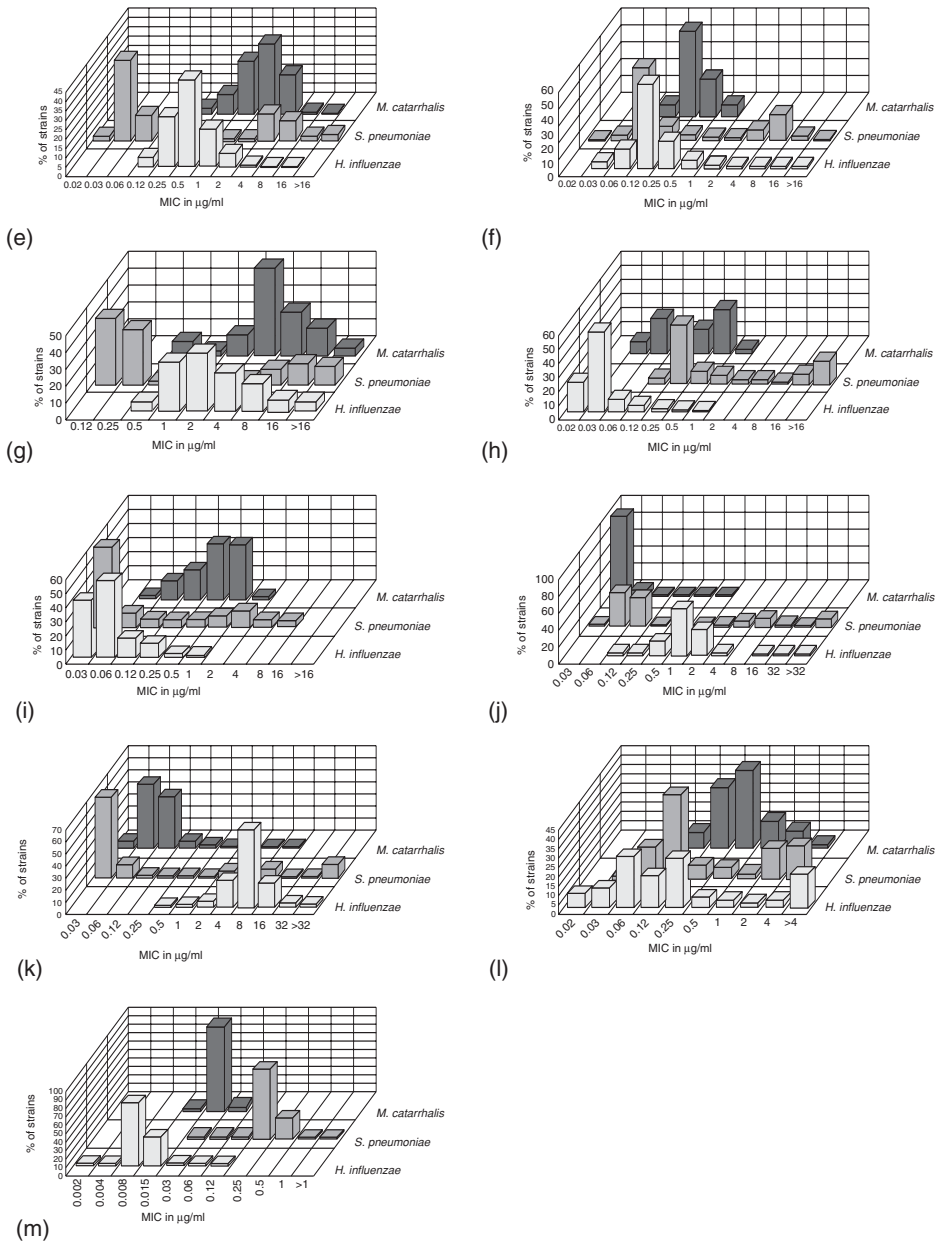 45
40
35
30
25
20
15
10
5
0
% of strains
M. catarrhalis
S. pneumoniae
H. influenzae
0.02 0.03 0.06 0.12 0.25 0.5 1 2 4 8 16 >16
MIC in µg/ml
(e)
60
50
40
30
20
10
0
% of strains
M. catarrhalis
S. pneumoniae
H. influenzae
0.02 0.03 0.06 0.12 0.25 0.5 1 2 4 8 16 >16
MIC in µg/ml
(f)
50
40
30
20
10
0
% of strains
M. catarrhalis
S. pneumoniae
H. influenzae
0.12 0.25 0.5 1 2 4 8 16 >16
MIC in µg/ml
(g)
60
50
40
30
20
10
0
% of strains
M. catarrhalis
S. pneumoniae
H. influenzae
0.02 0.03 0.06 0.12 0.25 0.5 1 2 4 8 16 >16
MIC in µg/ml
(h)
60
50
40
30
20
10
0
% of strains
M. catarrhalis
S. pneumoniae
H. influenzae
0.03 0.06 0.12 0.25 0.5 1 2 4 8 16 >16
MIC in µg/ml
(i)
100
80
60
40
20
0
% of strains
M. catarrhalis
S. pneumoniae
H. influenzae
0.03 0.06 0.12 0.25 0.5 1 2 4 8 16 32 >32
MIC in µg/ml
(j)
70
60
50
40
30
20
10
0
% of strains
M. catarrhalis
S. pneumoniae
H. influenzae
0.03 0.06 0.12 0.25 0.5 1 2 4 8 16 32 >32
MIC in µg/ml
(k)
45
40
35
30
25
20
15
10
5
0
% of strains
M. catarrhalis
S. pneumoniae
H. influenzae
0.02 0.03 0.06 0.12 0.25 0.5 1 2 4 >4
MIC in µg/ml
(l)
100
90
80
70
60
50
40
30
20
10
0
% of strains
M. catarrhalis
S. pneumoniae
H. influenzae
0.002 0.004 0.008 0.015 0.03 0.06 0.12 0.25 0.5 1 >1
MIC in µg/ml
(m)